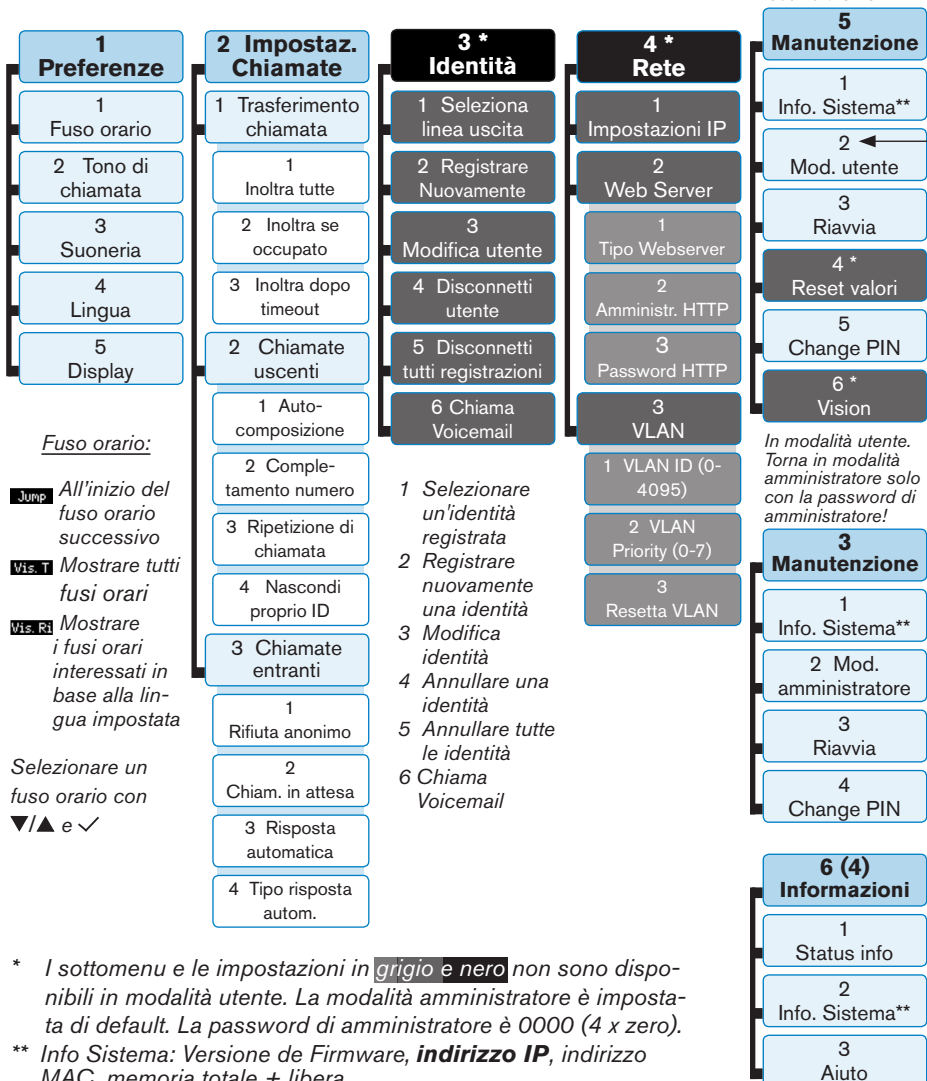 1
Preferenze
1
Fuso orario
2 Tono di
chiamata
3
Suoneria
4
Lingua
5
Display
Fuso orario:
Jump All'inizio del
fuso orario
successivo
Vis. T Mostrare tutti
fusi orari
Vis. Ri Mostrare
i fusi orari
interessati in
base alla lin-
gua impostata
Selezionare un
fuso orario con
▼/▲ e ✓
2 Impostaz.
Chiamate
1 Trasferimento
chiamata
1
Inoltra tutte
2 Inoltra se
occupato
3 Inoltra dopo
timeout
2 Chiamate
uscenti
1 Auto-
composizione
2 Comple-
tamento numero
3 Ripetizione di
chiamata
4 Nascondi
proprio ID
3 Chiamate
entranti
1
Rifiuta anonimo
2
Chiam. in attesa
3 Risposta
automatica
4 Tipo risposta
autom.
3 *
Identità
1 Seleziona
linea uscita
2 Registrare
Nuovamente
3
Modifica utente
4 Disconnetti
utente
5 Disconnetti
tutti registrazioni
6 Chiama
Voicemail
1 Selezionare
un'identità
registrata
2 Registrare
nuovamente
una identità
3 Modifica
identità
4 Annullare una
identità
5 Annullare tutte
le identità
6 Chiama
Voicemail
4 *
Rete
1
Impostazioni IP
2
Web Server
1
Tipo Webserver
2
Amministr. HTTP
3
Password HTTP
3
VLAN
1 VLAN ID (0-
4095)
2 VLAN
Priority (0-7)
3
Resetta VLAN
5
Manutenzione
1
Info. Sistema**
2
Mod. utente
3
Riavvia
4 *
Reset valori
5
Change PIN
6 *
Vision
In modalità utente.
Torna in modalità
amministratore solo
con la password di
amministratore!
3
Manutenzione
1
Info. Sistema**
2 Mod.
amministratore
3
Riavvia
4
Change PIN
6 (4)
Informazioni
1
Status info
2
Info. Sistema**
3
Aiuto
* I sottomenu e le impostazioni in grigio e nero non sono dispo-
nibili in modalità utente. La modalità amministratore è imposta-
ta di default. La password di amministratore è 0000 (4 x zero).
** Info Sistema: Versione de Firmware, indirizzo IP, indirizzo
MAC, memoria totale + libera